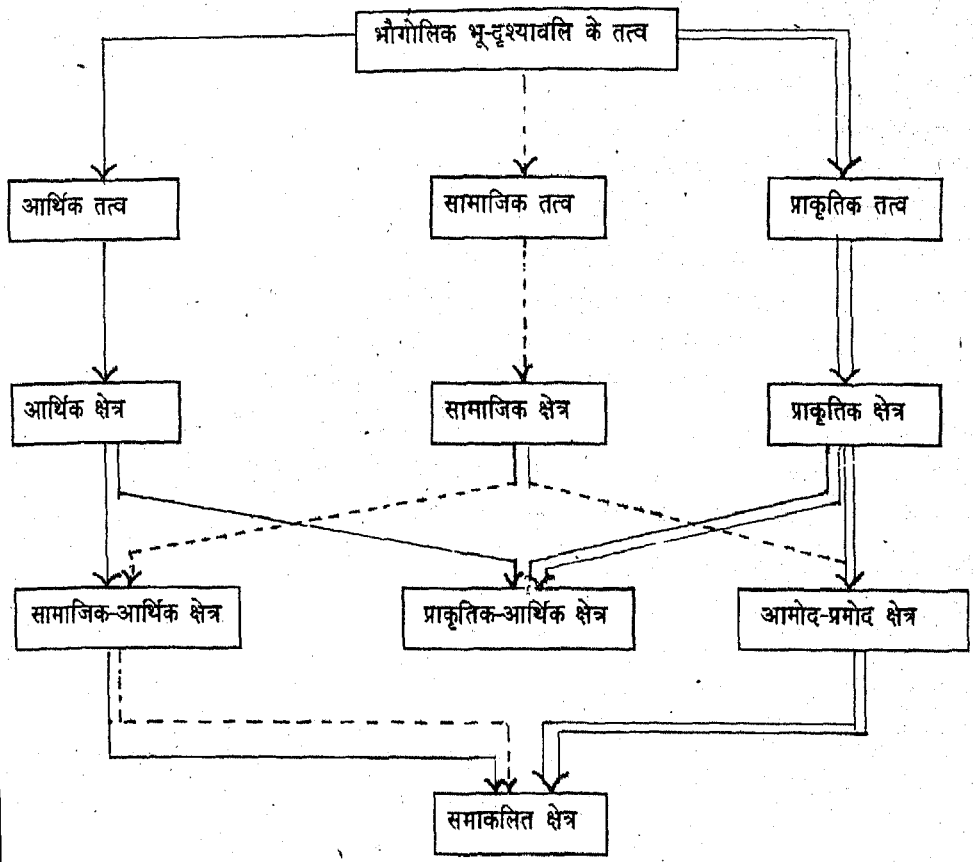 भौगोलिक भू-दृश्यावलि के तत्व
आर्थिक तत्व
सामाजिक तत्व
प्राकृतिक तत्व
आर्थिक क्षेत्र
सामाजिक क्षेत्र
प्राकृतिक क्षेत्र
सामाजिक-आर्थिक क्षेत्र
प्राकृतिक-आर्थिक क्षेत्र
आमोद-प्रमोद क्षेत्र
समाकलित क्षेत्र